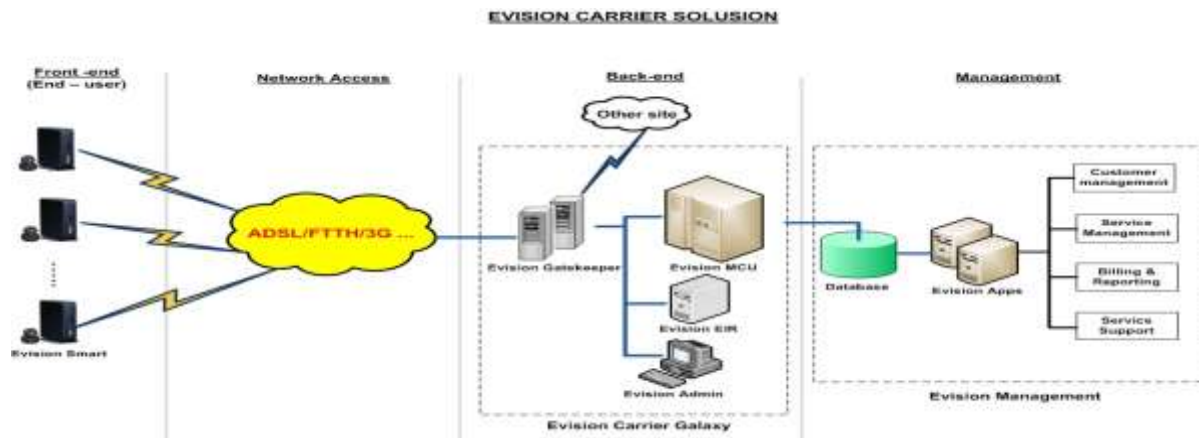 EVISION CARRIER SOLUSION
Front -end
(End – user)
Network Access
Back-end
Management
Other site
ADSL/FTTH/3G ...
Evision Gatekeeper
Evision MCU
Evision EIR
Evision Admin
Evision Smart
Evision Carrier Galaxy
Database
Evision Apps
Customer
management
Service
Management
Billing &
Reporting
Service
Support
Evision Management